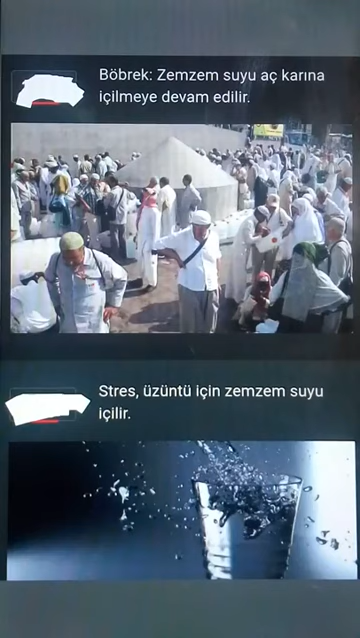 Böbrek: Zemzem suyu aç karına
içilmeye devam edilir.
Stres, üzüntü için zemzem suyu
içilir.